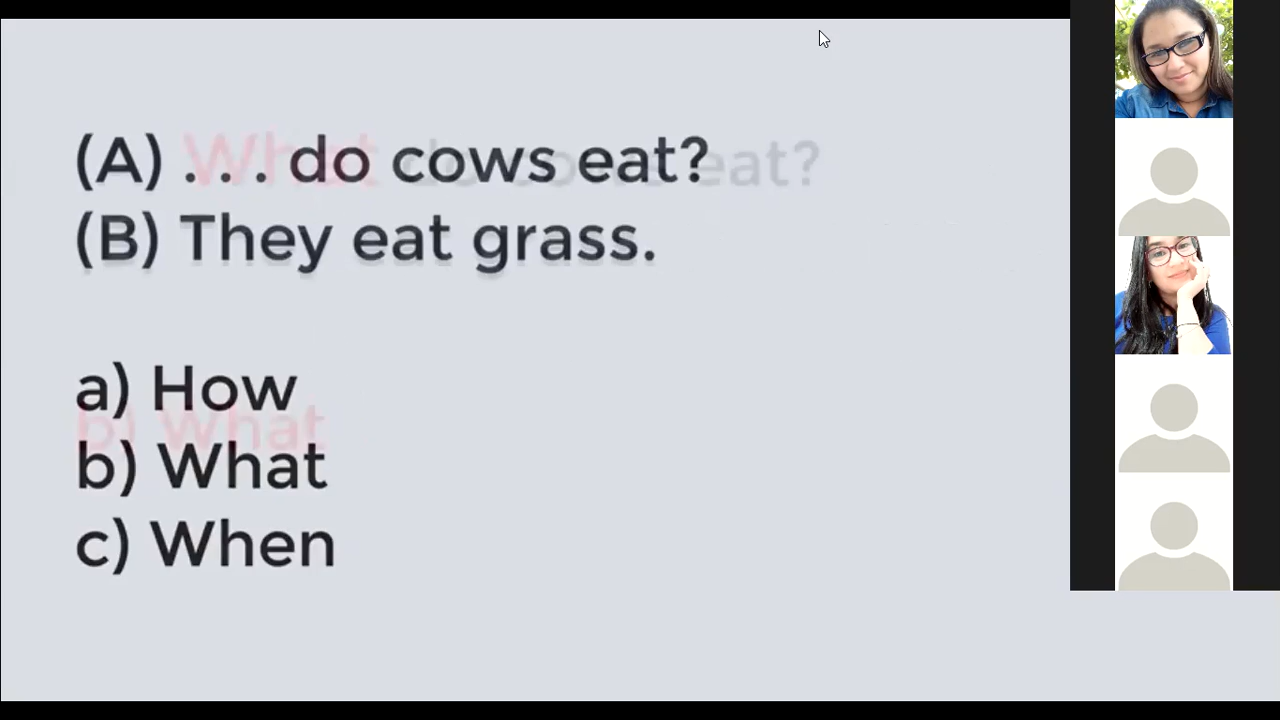 (A) . . . do cows eat?
(B) They eat grass.
a) How
b) What
c) When